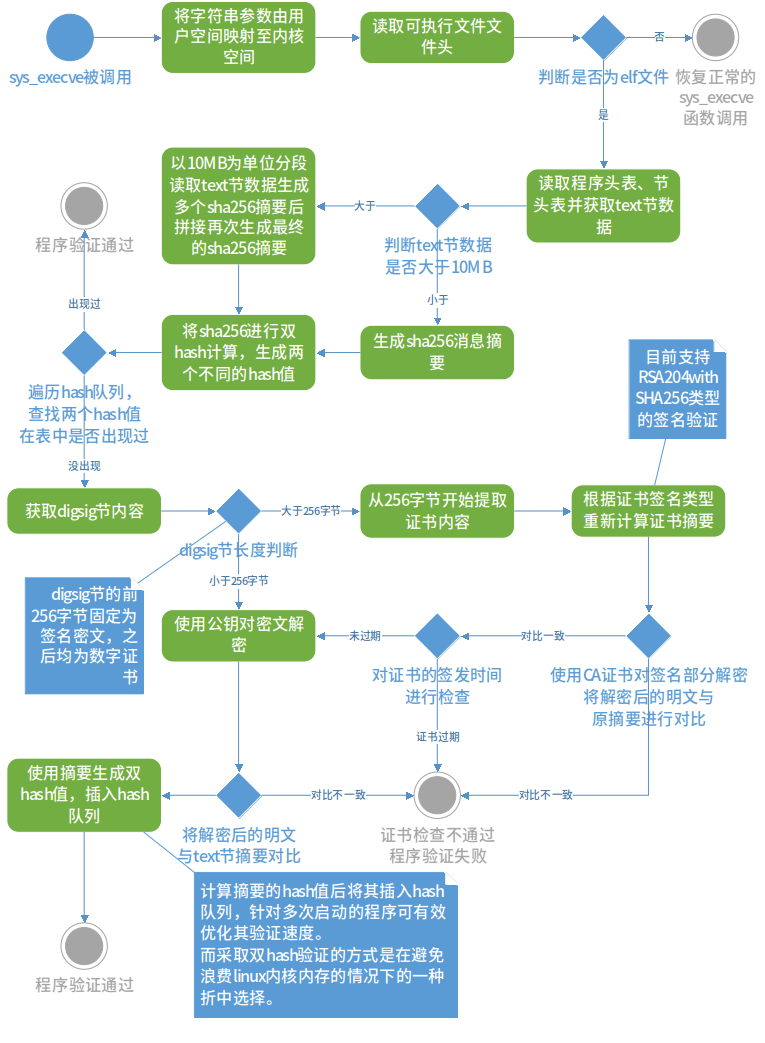 sys_execve被调用
将字符串参数由用
户空间映射至内核
空间
读取可执行文件文
件头
判断是否为elf文件
否
恢复正常的
sys_execve
函数调用
是
读取程序头表、节
头表并获取text节数
据
判断text节数据
是否大于10MB
大于
以10MB为单位分段
读取text节数据生成
多个sha256摘要后
拼接再次生成最终
的sha256摘要
小于
生成sha256消息摘
要
将sha256进行双
hash计算，生成两
个不同的hash值
程序验证通过
出现过
遍历hash队列，
查找两个hash值
在表中是否出现过
没出现
获取digsig节内容
digsig节长度判断
大于256字节
从256字节开始提取
证书内容
根据证书签名类型
重新计算证书摘要
目前支持
RSA204with
SHA256类型
的签名验证
digsig节的前
256字节固定为
签名密文，之
后均为数字证
书
小于256字节
使用公钥对密文解
密
未过期
对证书的签发时间
进行检查
对比一致
使用CA证书对签名部分解密
将解密后的明文与
原摘要进行对比
证书过期
对比不一致
证书检查不通过
程序验证失败
对比不一致
将解密后的明文
与text节摘要对比
使用摘要生成双
hash值，插入hash
队列
计算摘要的hash值后将其插入hash
队列，针对多次启动的程序可有效
优化其验证速度。
而采取双hash验证的方式是在避免
浪费linux内核内存的情况下的一种
折中选择。
程序验证通过